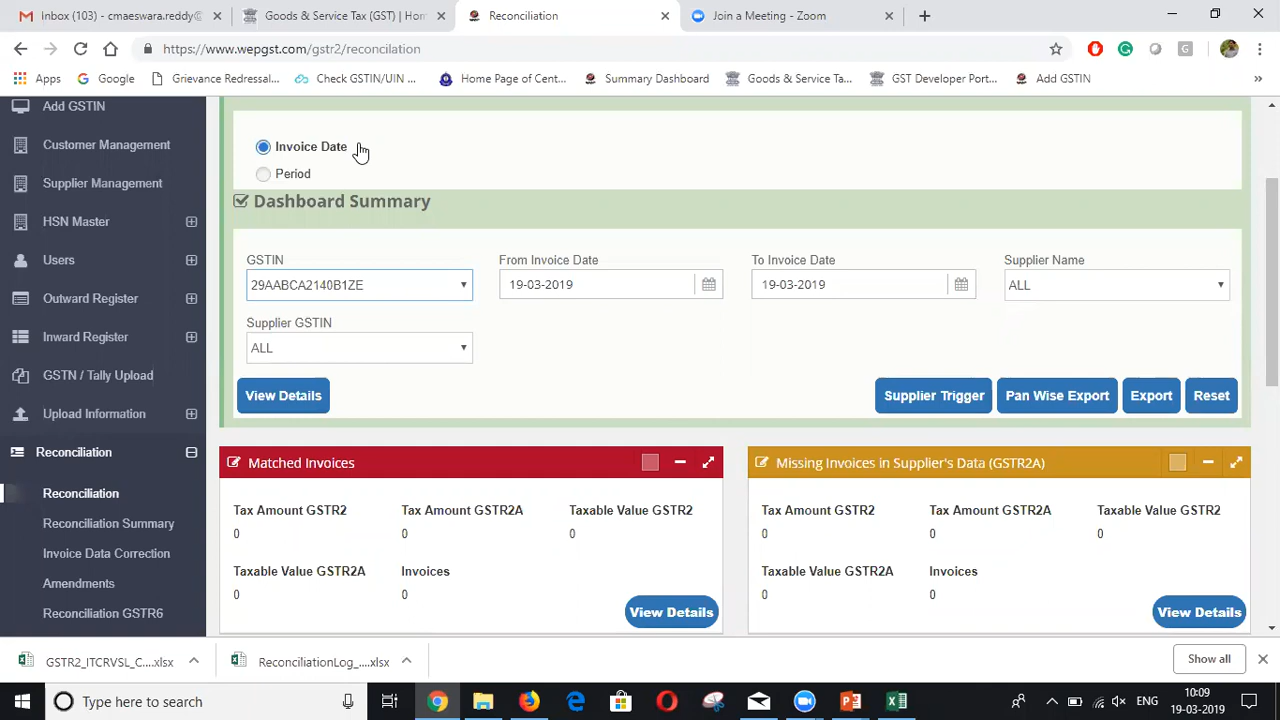 Inbox (103) - cmaeswara.reddy@
Goods & Service Tax (GST) | Hom
Reconciliation
Join a Meeting - Zoom
https://www.wepgst.com/gstr2/reconciliation
Apps
Google
Grievance Redressal...
Check GSTIN/UIN ...
Home Page of Cent...
Summary Dashboard
Goods & Service Ta...
GST Developer Port...
Add GSTIN
Add GSTIN
Customer Management
Supplier Management
HSN Master
Users
Outward Register
Inward Register
GSTN / Tally Upload
Upload Information
Reconciliation
Reconciliation
Reconciliation Summary
Invoice Data Correction
Amendments
Reconciliation GSTR6
Invoice Date
Period
Dashboard Summary
GSTIN
From Invoice Date
To Invoice Date
Supplier Name
29AABCA2140B1ZE
19-03-2019
19-03-2019
ALL
Supplier GSTIN
ALL
View Details
Supplier Trigger
Pan Wise Export
Export
Reset
Matched Invoices
Tax Amount GSTR2
Tax Amount GSTR2A
Taxable Value GSTR2
0
0
0
Taxable Value GSTR2A
Invoices
0
0
View Details
Missing Invoices in Supplier's Data (GSTR2A)
Tax Amount GSTR2
Tax Amount GSTR2A
Taxable Value GSTR2
0
0
0
Taxable Value GSTR2A
Invoices
0
0
View Details
GSTR2_ITCRVSL_C....xlsx
ReconciliationLog_....xlsx
Show all
Type here to search
ENG
10:09
19-03-2019